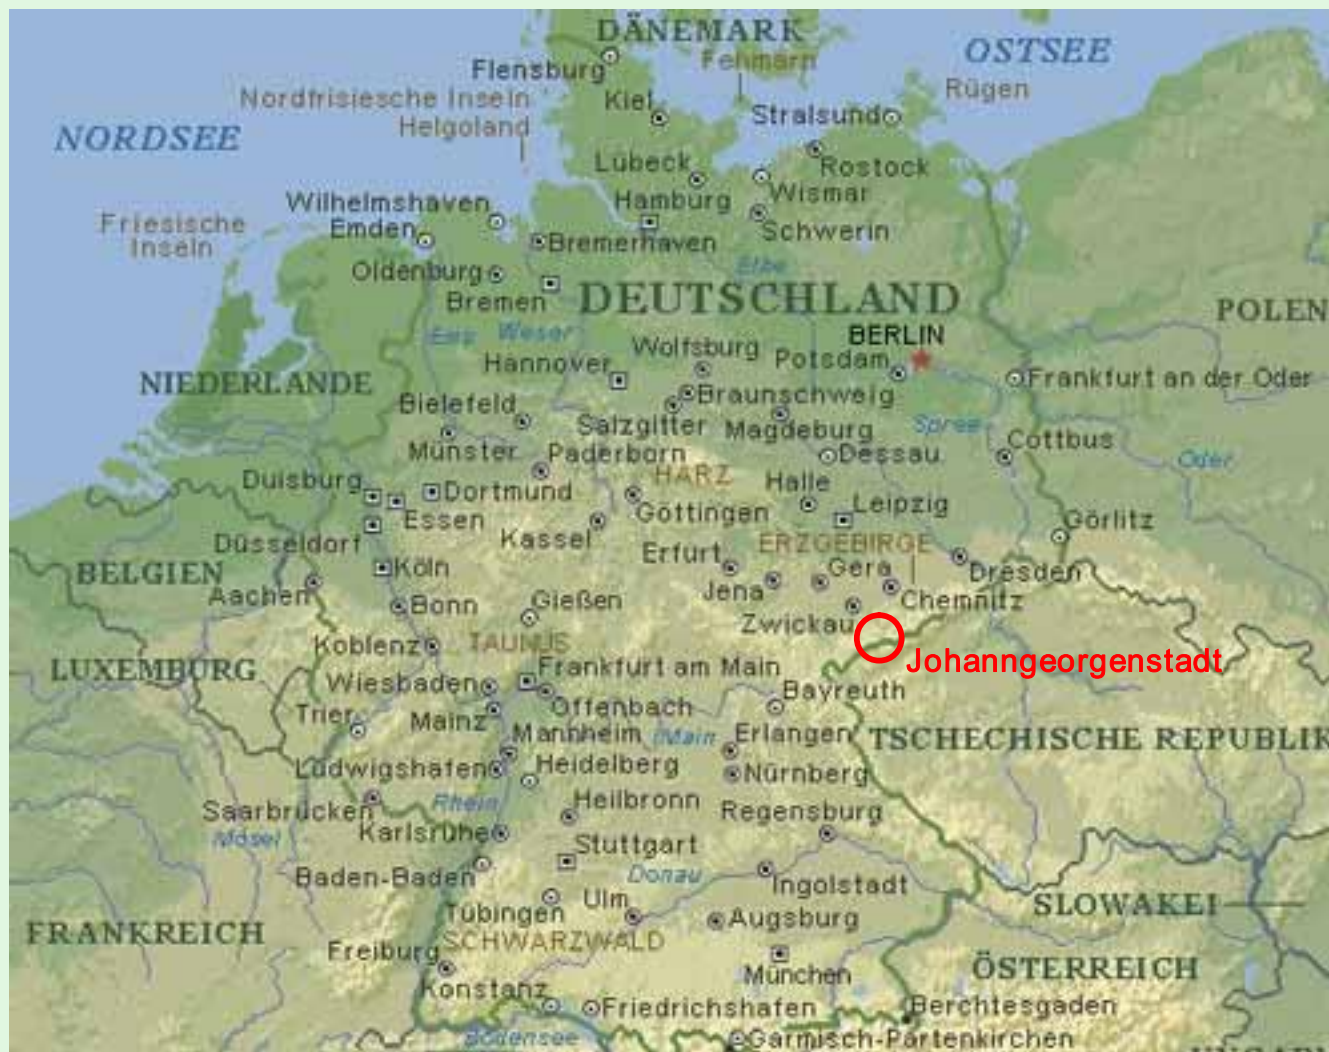 DÄNEMARK
OSTSEE
Fehmarn
Flensburg
Rügen
Nordfrisiesche Inseln
Kiel
Stralsund
Helgoland
NORDSEE
Lübeck
Rostock
Wismar
Wilhelmshaven
Hamburg
Friesische
Inseln
Emden
Schwerin
Bremerhaven
Oldenburg
Elbe
Bremen
DEUTSCHLAND
POLEN
Ems
Weser
BERLIN
Wolfsburg
Hannover
Potsdam
NIEDERLANDE
Frankfurt an der Oder
Braunschweig
Bielefeld
Salzgitter
Magdeburg
Spree
Cottbus
Münster
Paderborn
Dessau
Oder
HARZ
Duisburg
Dortmund
Halle
Leipzig
Göttingen
Essen
Görlitz
Kassel
Düsseldorf
Erfurt
ERZGEBIRGE
Köln
Gera
Dresden
BELGIEN
Aachen
Jena
Chemnitz
Bonn
Gießen
Zwickau
Koblenz
TAUNUS
Johanngeorgenstadt
LUXEMBURG
Frankfurt am Main
Wiesbaden
Bayreuth
Offenbach
Trier
Mainz
Mannheim
Main
Erlangen
TSCHECHISCHE REPUBLIK
Ludwigshafen
Heidelberg
Nürnberg
Saarbrücken
Rhein
Heilbronn
Regensburg
Mosel
Karlsruhe
Stuttgart
Baden-Baden
Donau
Ingolstadt
Tübingen
Ulm
Augsburg
SLOWAKEI
FRANKREICH
Freiburg
SCHWARZWALD
München
ÖSTERREICH
Konstanz
Friedrichshafen
Berchtesgaden
Bodensee
Garmisch-Partenkirchen